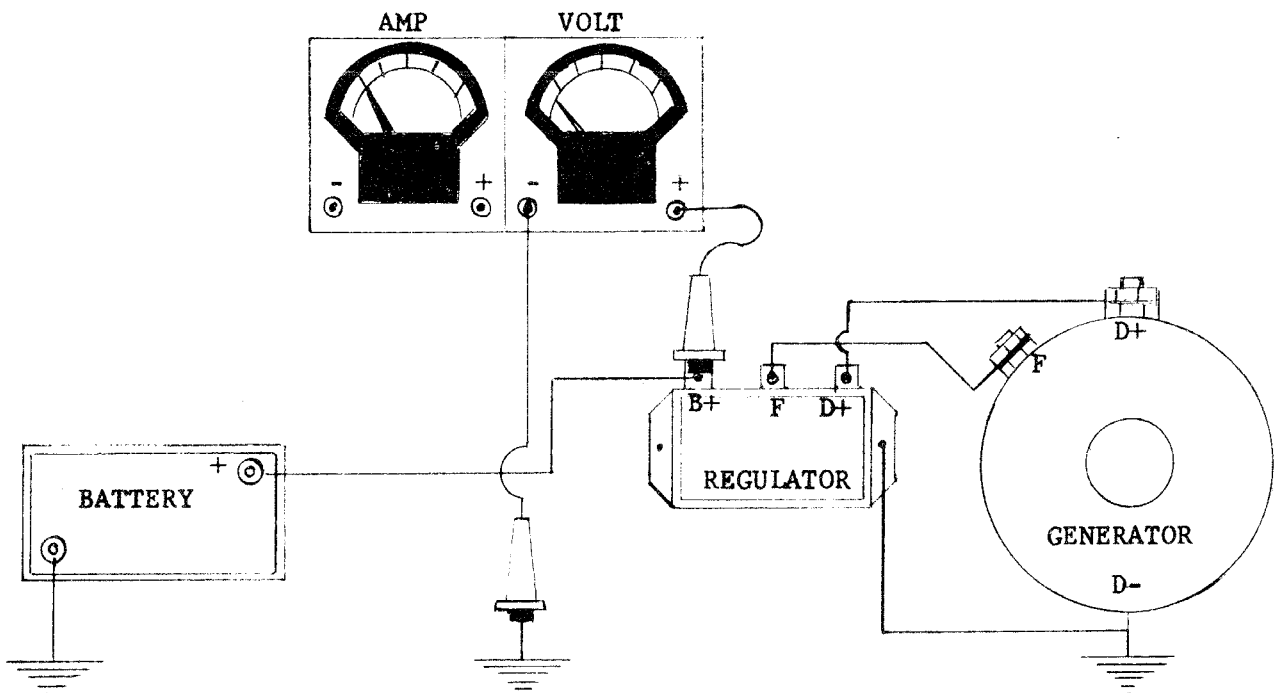 AMP VOLT
- + - +
D+
F
B+ F D+
+
REGULATOR
BATTERY
GENERATOR
D-